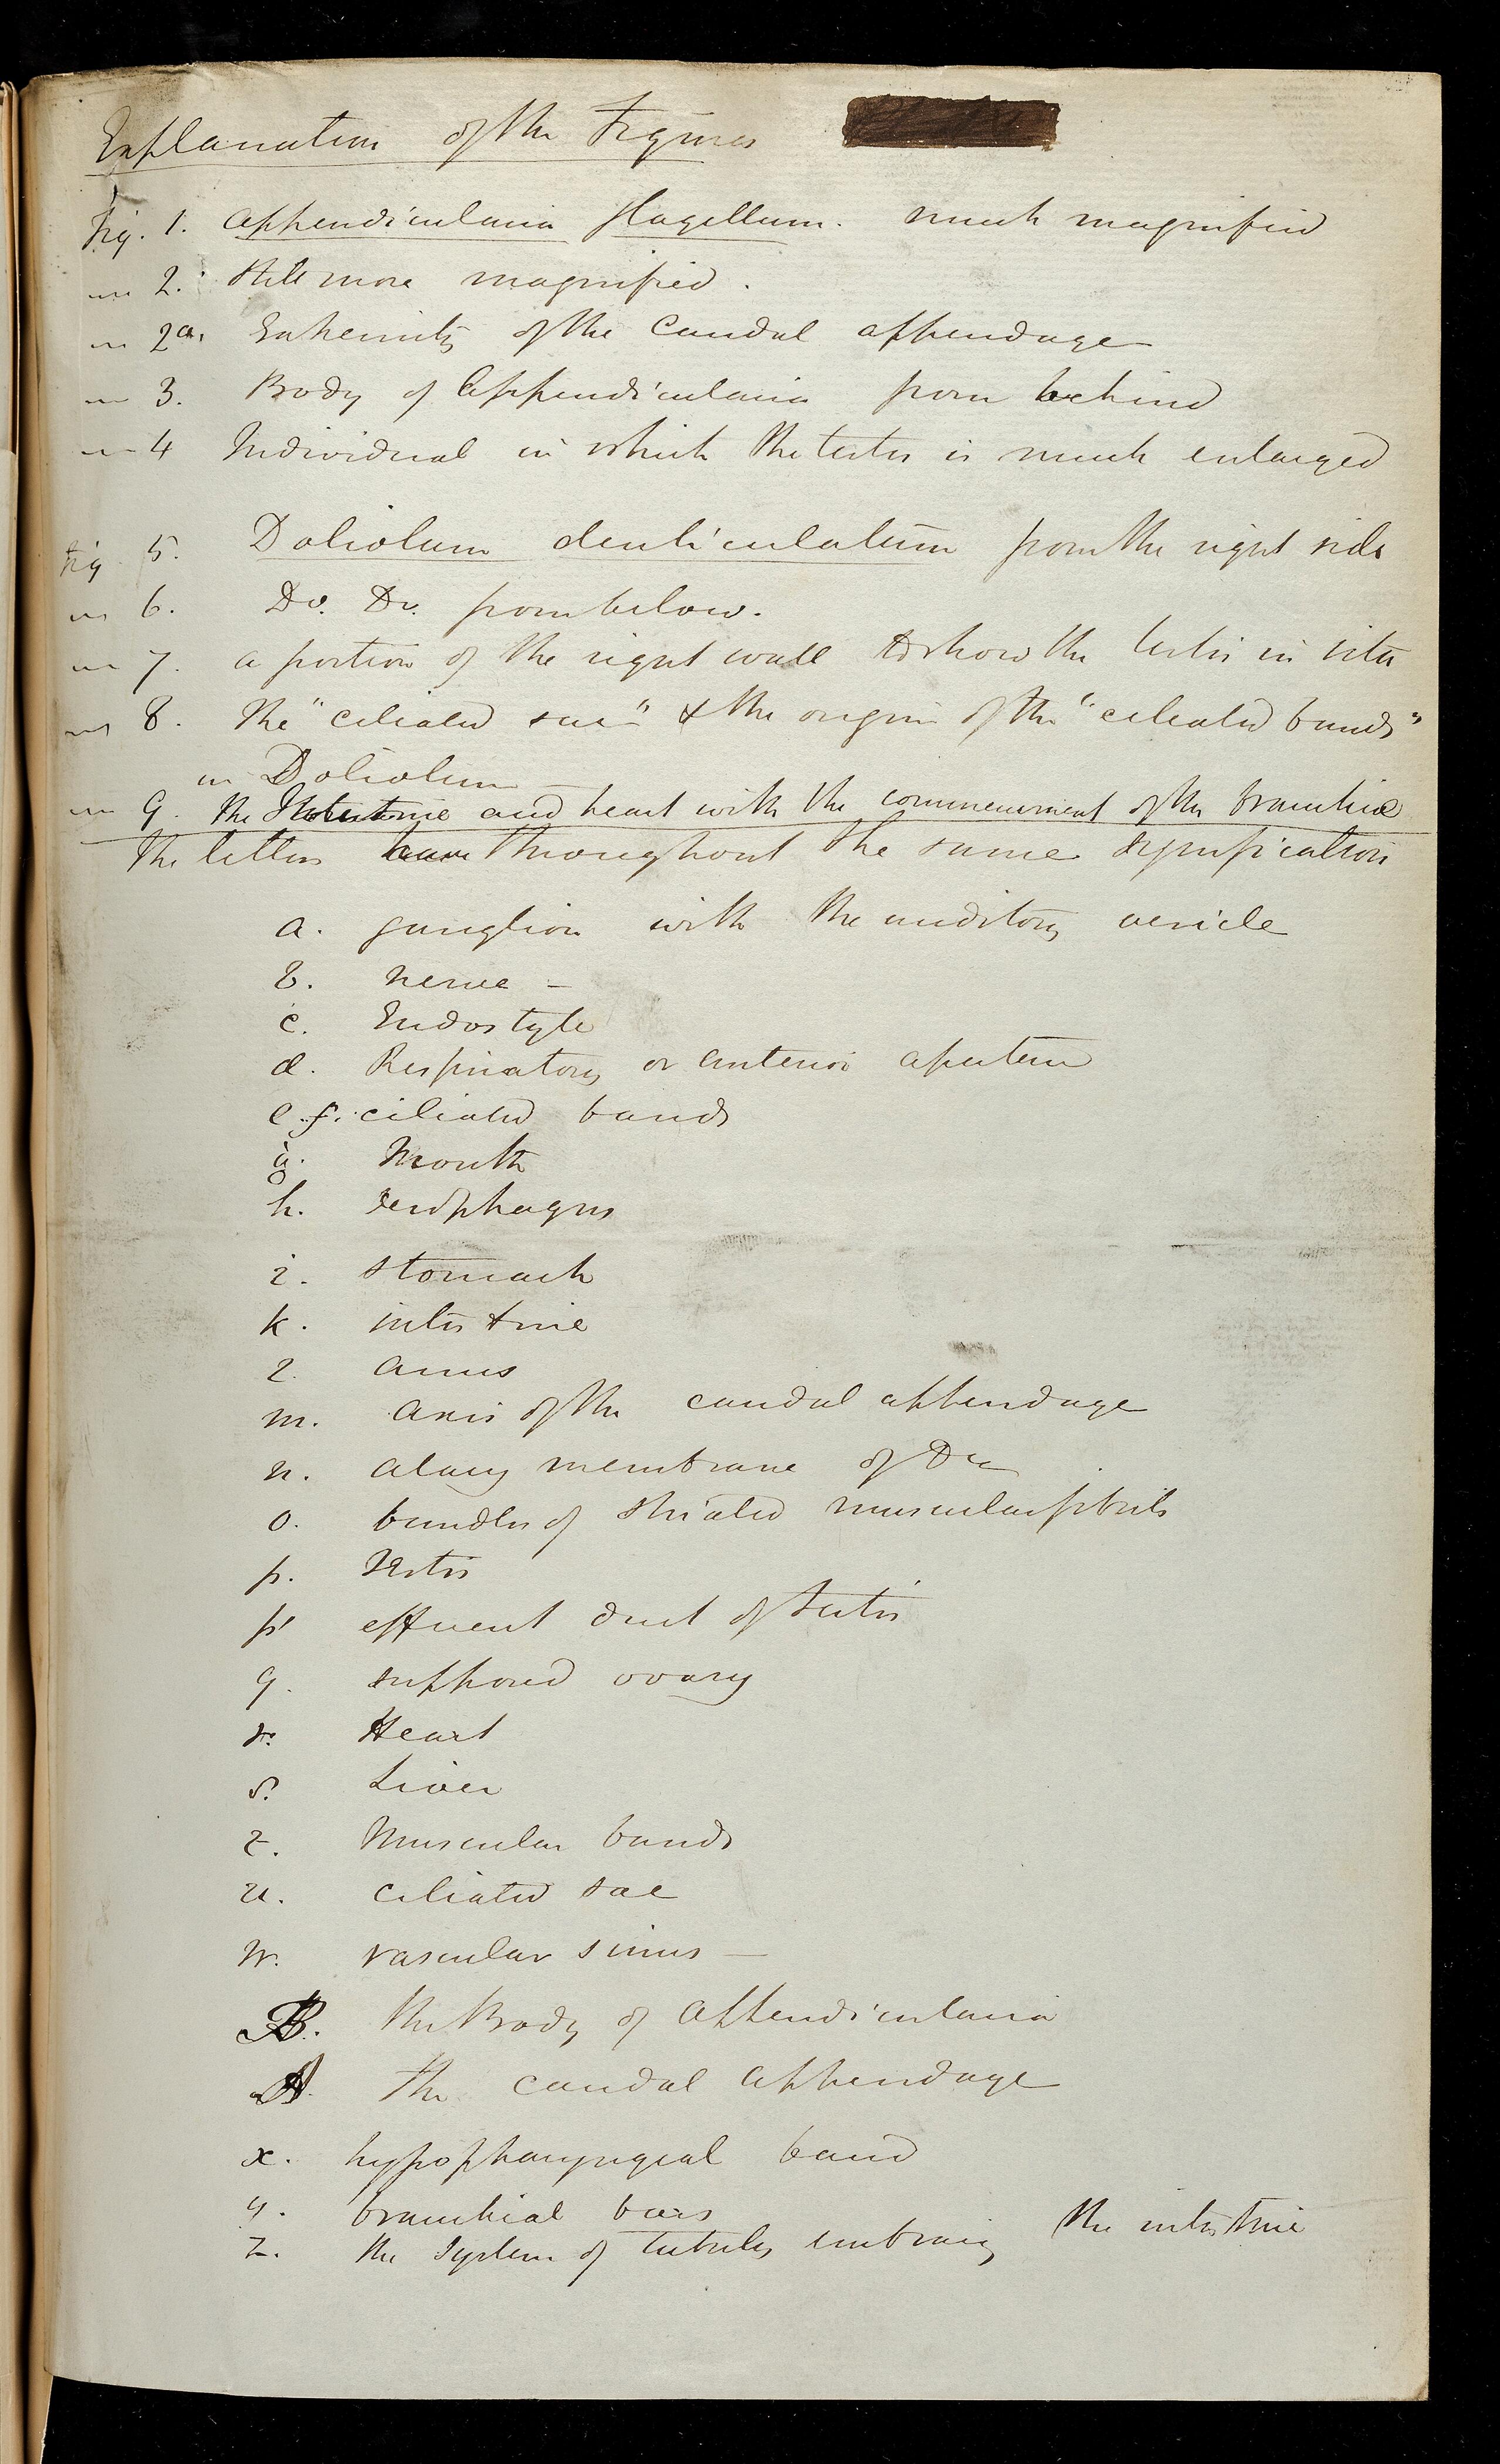 Explanation of the Figures
Fig. 1. Appendicularia flagellum. much magnified
" 2. still more magnified.
" 2a. Extremity of the Caudal appendage
" 3. Body of Appendicularia from behind
" 4 Individual in which the testis is much enlarged
Fig 5. Doliolum denticulatum from the right side
" 6. Do. Do. from below.
" 7. a portion of the right wall to show the testis in situ
" 8. the "ciliated sac" & the origin of the "ciliated bands"
in Doliolum
" 9. The Intestine and heart with the commencement of the branchiæ
The letters have throughout the same signification
a. ganglion with the auditory vesicle
b. nerve –
c. Endostyle
d. Respiratory or anterior aperture
e.f. ciliated bands
g. Mouth
h. œsophagus
i. stomach
k. intestine
l. anus
m. axis of the caudal appendage
n. alary membrane of Do
o. bundles of striated muscular fibrils
p. Testis
p' efferent duct of testis
q. supposed ovary
r. Heart
s. Liver
t. Muscular bands
u. ciliated sac
w. vascular sinus –
B. the Body of Appendicularia
A. the caudal appendage
x. hypopharyngeal band
y. branchial bars
z. the system of tubules embracing the intestine